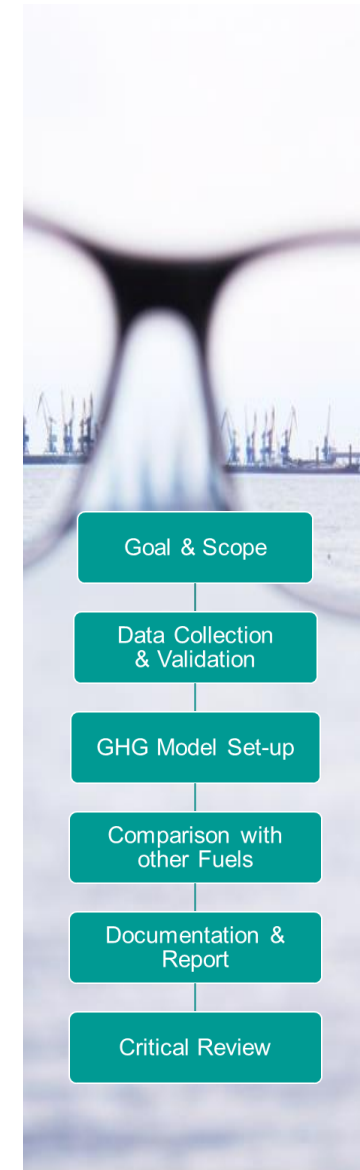 Goal & Scope
Data Collection
& Validation
GHG Model Set-up
Comparison with
other Fuels
Documentation &
Report
Critical Review